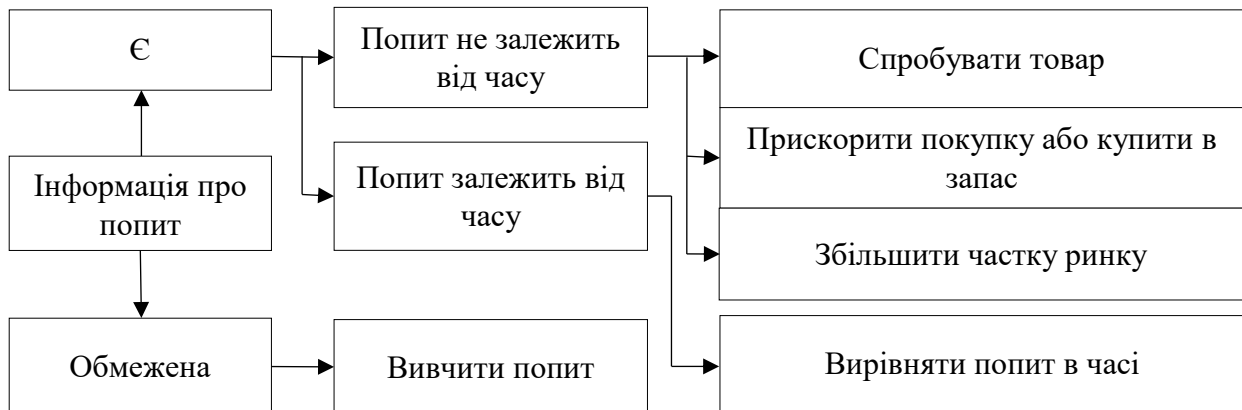 Є
Попит не залежить
від часу
Спробувати товар
Прискорити покупку або купити в
запас
Інформація про
попит
Попит залежить від
часу
Збільшити частку ринку
Обмежена
Вивчити попит
Вирівняти попит в часі